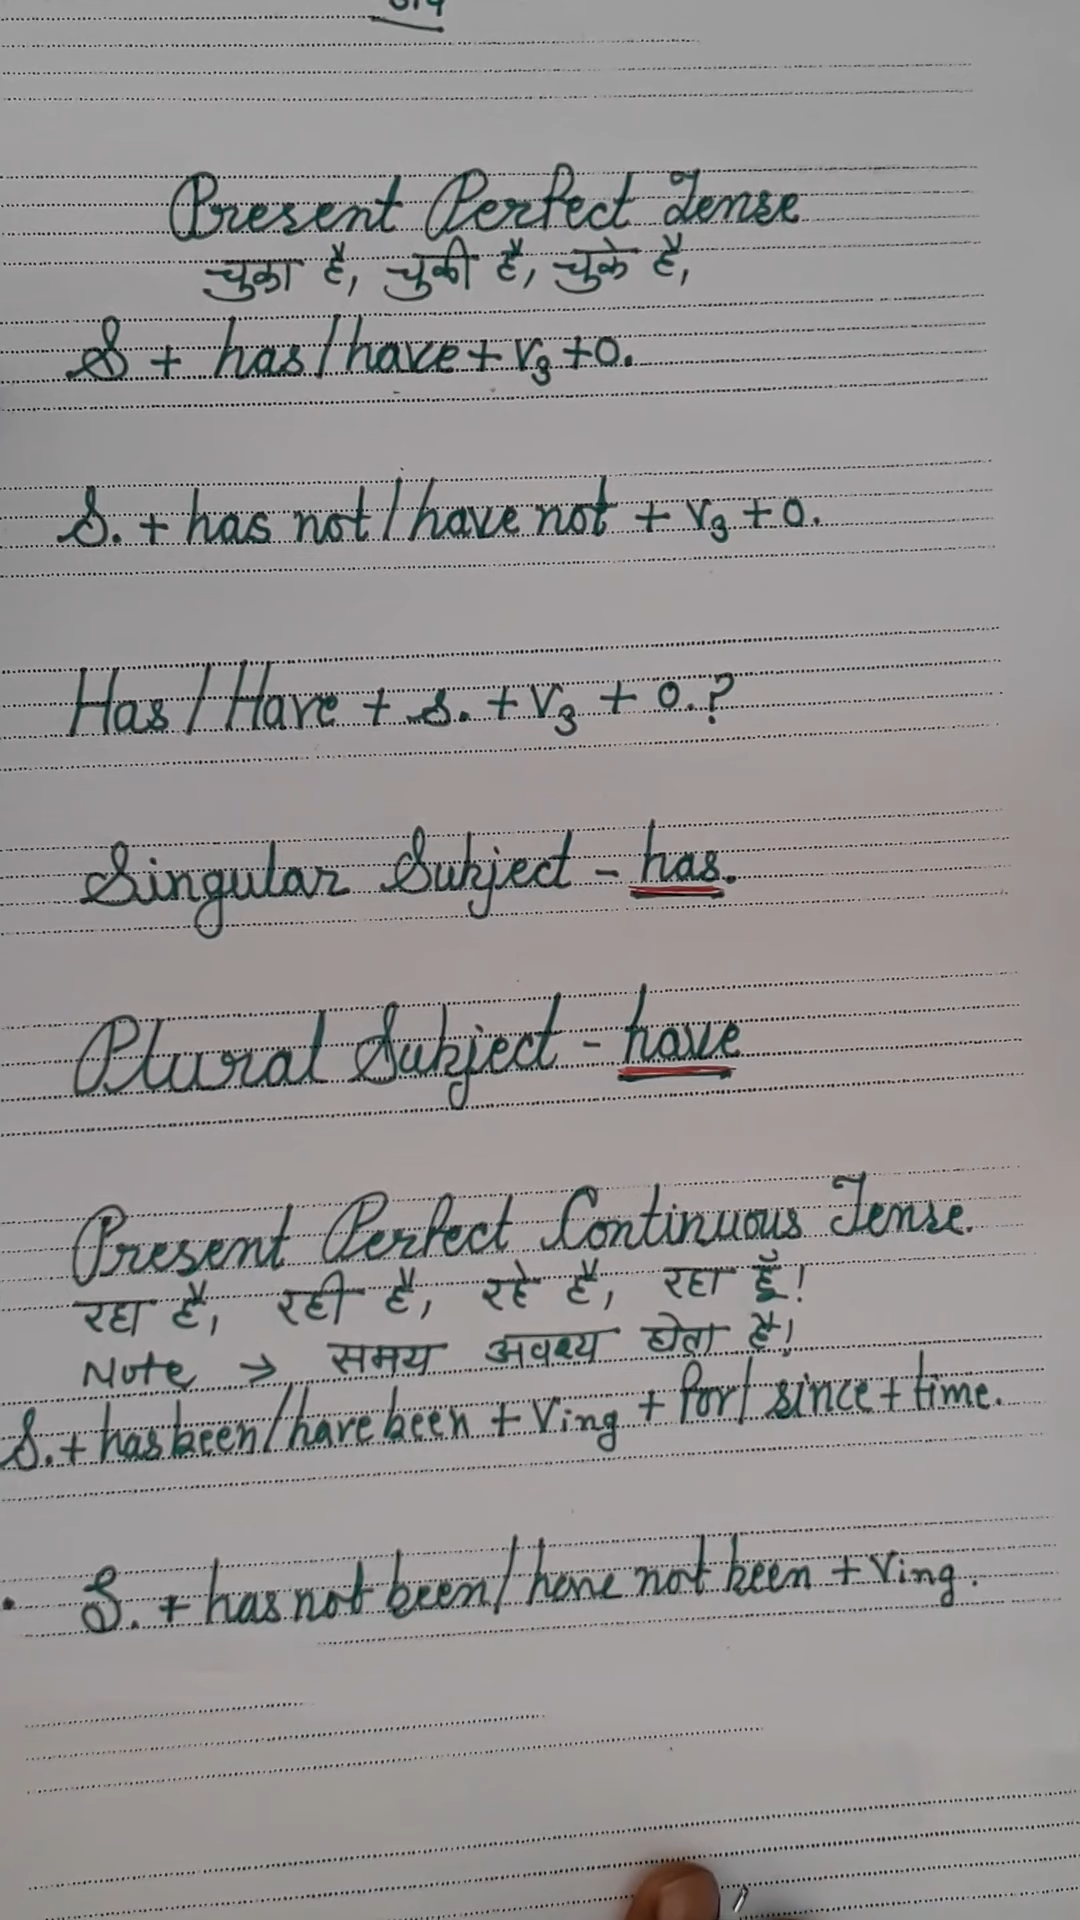 Present Perfect Tense
चुका है, चुकी है, चुके है,
S + has/have + V3 + o.
S. + has not/have not + V3 + o.
Has/Have + s. + V3 + o.?
Singular Subject - has.
Plural Subject - have
Present Perfect Continuous Tense.
रहा है, रही है, रहे है, रहा हूँ!
Note → समय अवश्य होता है!
S. + has been/have been + Ving + for/since + time.
S. + has not been/have not been + Ving.